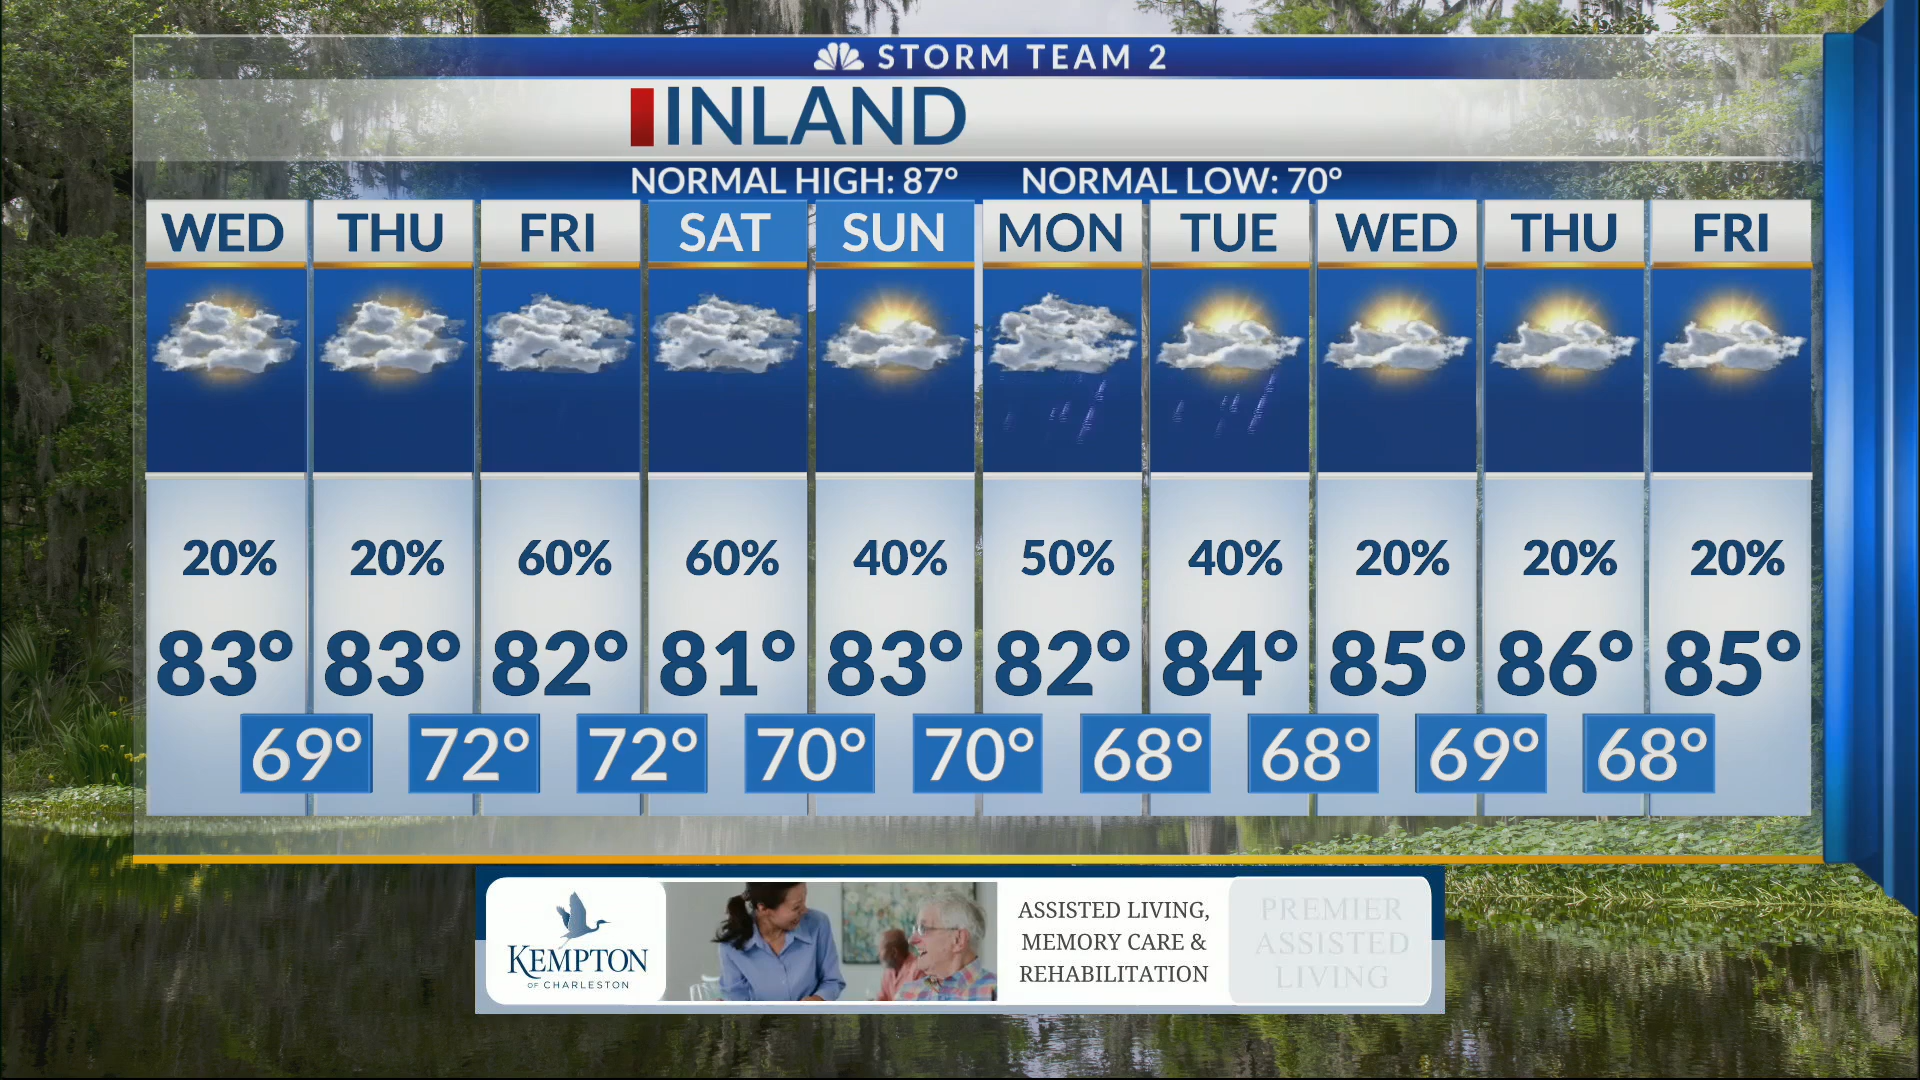 STORM TEAM 2
INLAND
NORMAL HIGH: 87° NORMAL LOW: 70°
WED THU FRI SAT SUN MON TUE WED THU FRI
20% 20% 60% 60% 40% 50% 40% 20% 20% 20%
83° 83° 82° 81° 83° 82° 84° 85° 86° 85°
69° 72° 72° 70° 70° 68° 68° 69° 68°
KEMPTON
OF CHARLESTON
ASSISTED LIVING,
MEMORY CARE &
REHABILITATION
PREMIER
ASSISTED
LIVING